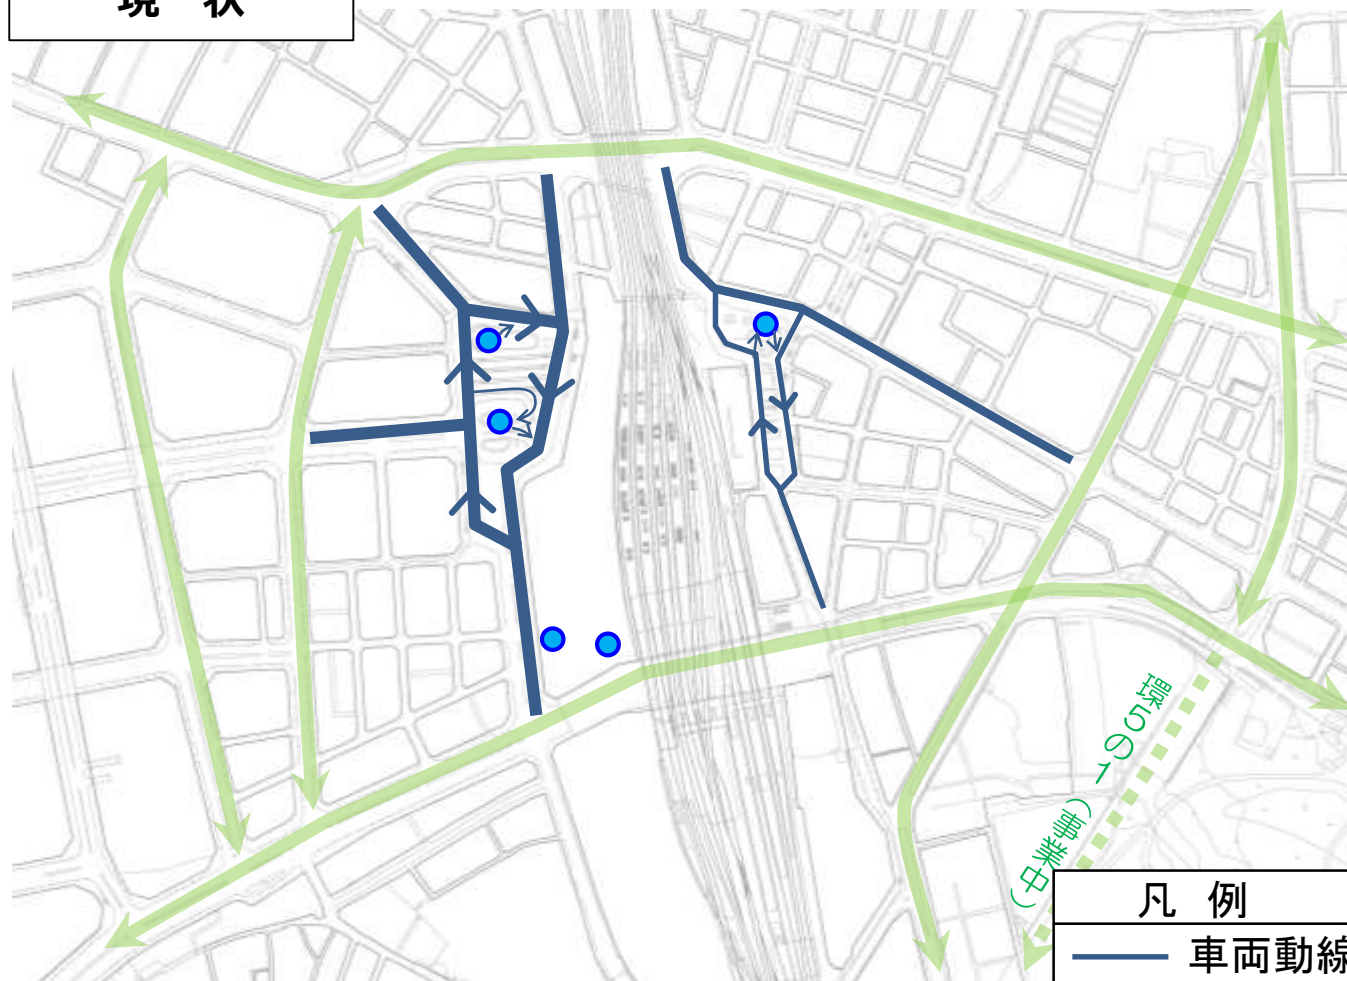 現 状
環5の1（事業中）
凡 例
車両動線